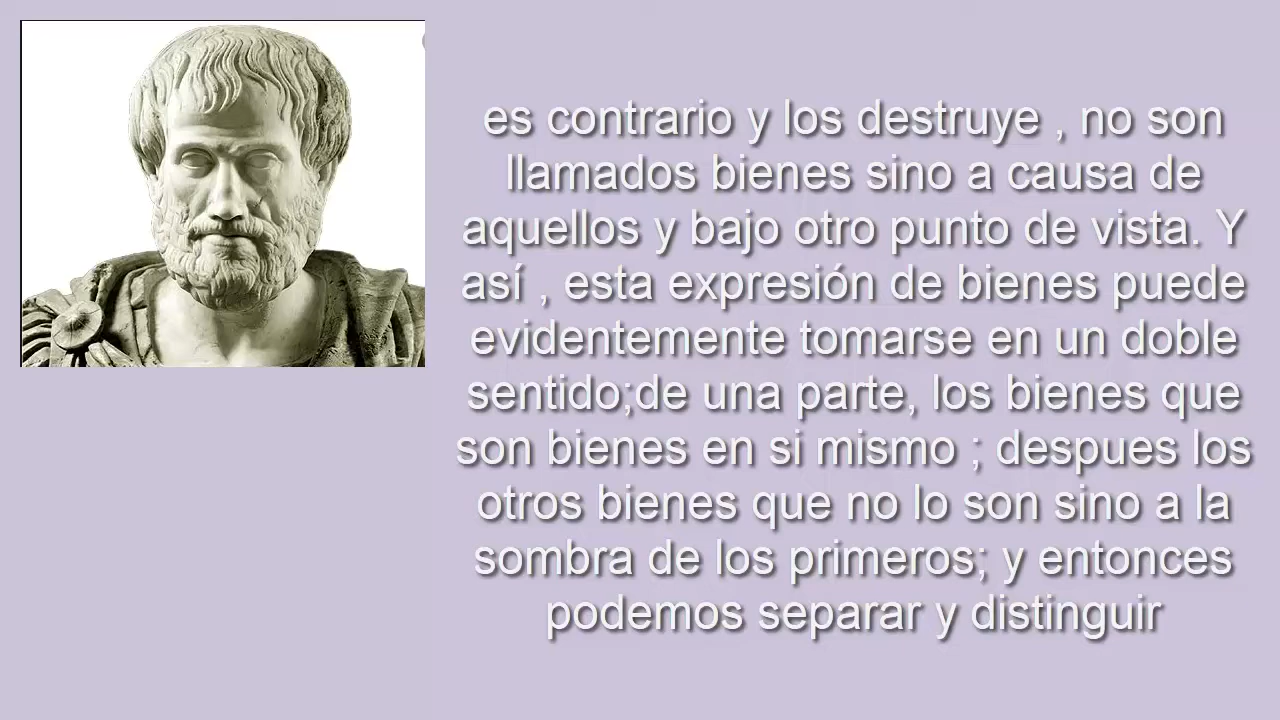 es contrario y los destruye , no son
llamados bienes sino a causa de
aquellos y bajo otro punto de vista. Y
así , esta expresión de bienes puede
evidentemente tomarse en un doble
sentido;de una parte, los bienes que
son bienes en si mismo ; despues los
otros bienes que no lo son sino a la
sombra de los primeros; y entonces
podemos separar y distinguir